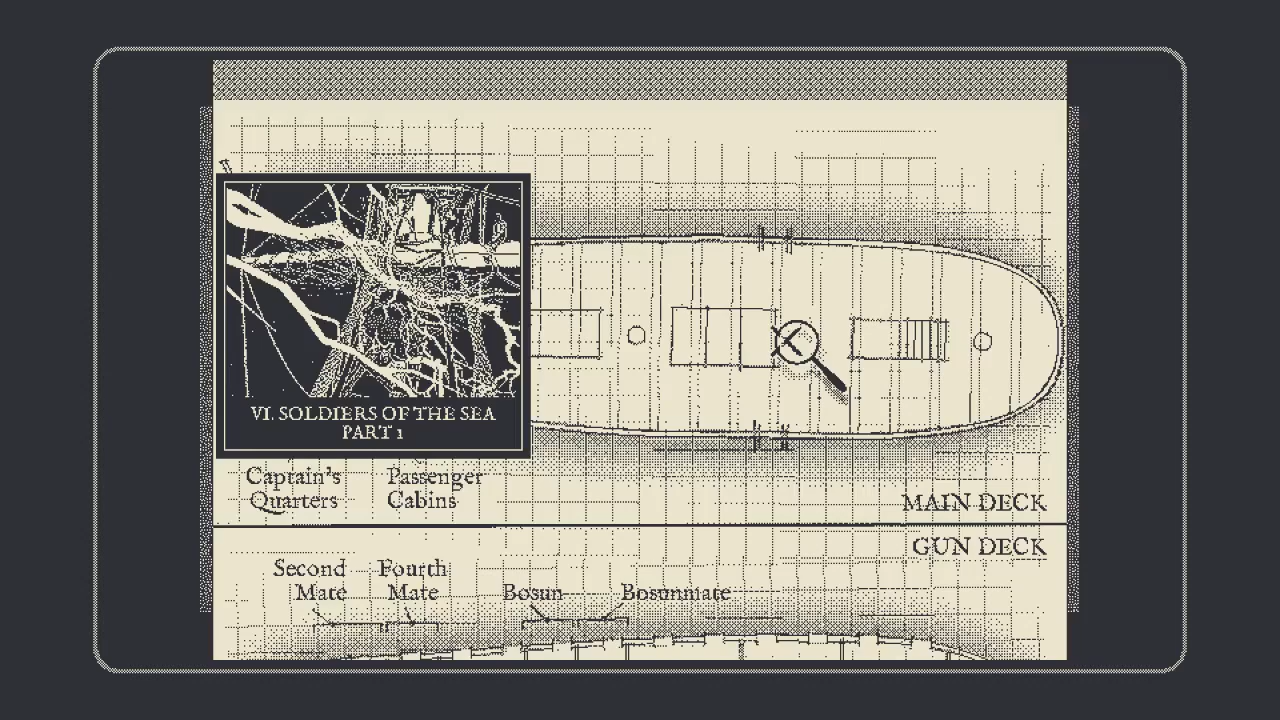 VI. SOLDIERS OF THE SEA
PART 1
Captain's
Quarters
Passenger
Cabins
MAIN DECK
GUN DECK
Second
Mate
Fourth
Mate
Bosun
Bosunmate